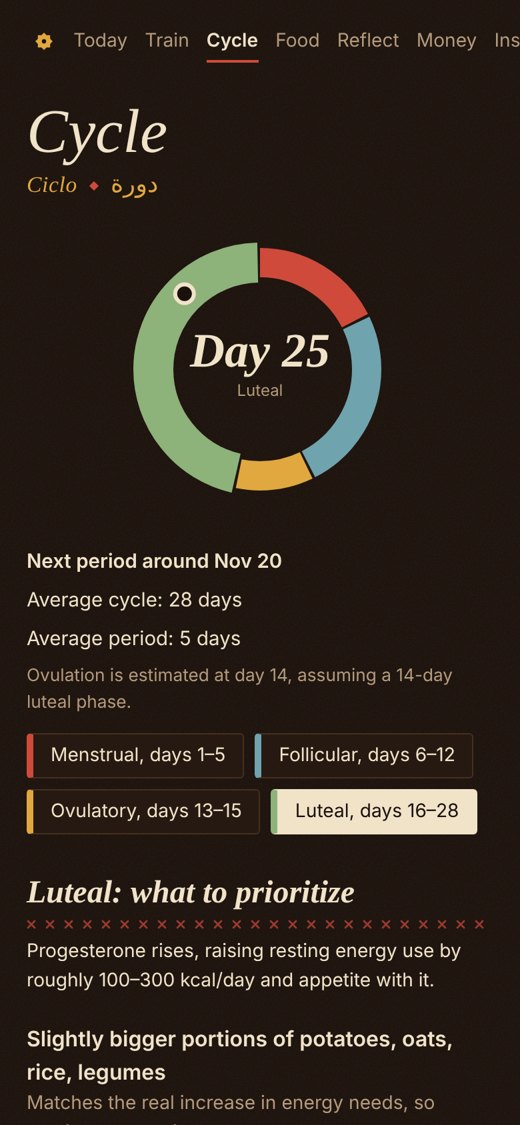 Today Train Cycle Food Reflect Money Ins
Cycle
Ciclo ◆ دورة
Day 25
Luteal
Next period around Nov 20
Average cycle: 28 days
Average period: 5 days
Ovulation is estimated at day 14, assuming a 14-day
luteal phase.
Menstrual, days 1–5
Follicular, days 6–12
Ovulatory, days 13–15
Luteal, days 16–28
Luteal: what to prioritize
Progesterone rises, raising resting energy use by
roughly 100–300 kcal/day and appetite with it.
Slightly bigger portions of potatoes, oats,
rice, legumes
Matches the real increase in energy needs, so